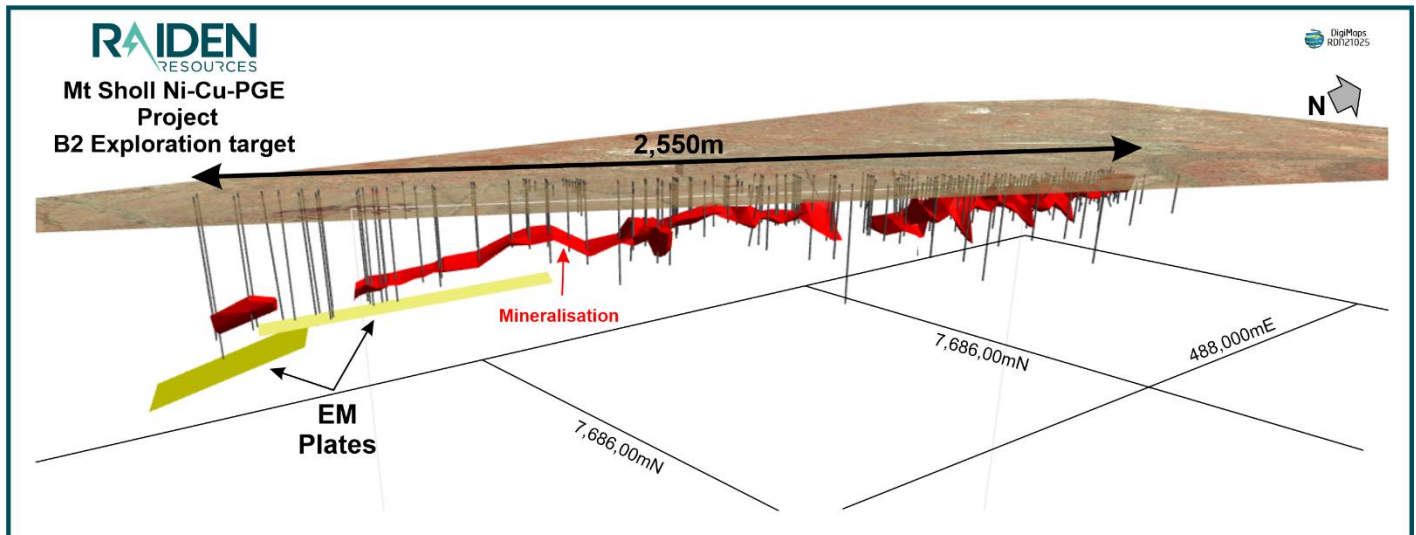 RAIDEN
RESOURCES
Mt Sholl Ni-Cu-PGE
Project
B2 Exploration target
DigiMaps
RDN21025
N
2,550m
Mineralisation
EM
Plates
7,686,00mN
7,686,00mN
488,000mE